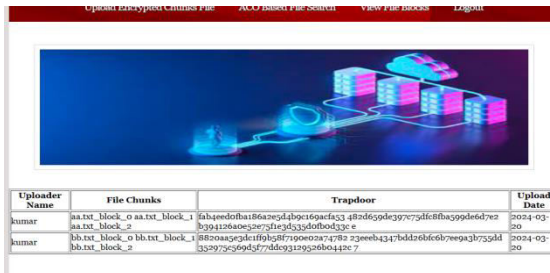 Upload Encrypted Chunks File ACO Based File Search View File Blocks Logout
Uploader Name File Chunks Trapdoor Upload Date
kumar aa.txt_block_0 aa.txt_block_1 fab4eed0fba186a2e5d4b9c169acfa53 482d659de397c75dfc8fba599de6d7e2 2024-03-
aa.txt_block_2 b394126a0e52e75f1e3d535d0fb0d33c e 20
kumar bb.txt_block_0 bb.txt_block_1 8820aa5e3dc1ff9b58f7190e02a74782 23eeeb4347bdd26bfc6b7ee9a3b755dd 2024-03-
bb.txt_block_2 352975c569d5f77ddc93129526b0442c 7 20